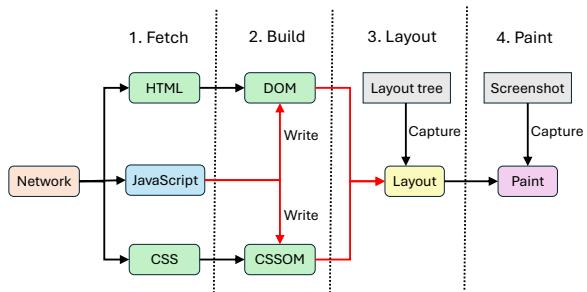 1. Fetch
2. Build
3. Layout
4. Paint
HTML
DOM
Layout tree
Screenshot
Write
Capture
Capture
Network
JavaScript
Layout
Paint
Write
CSS
CSSOM